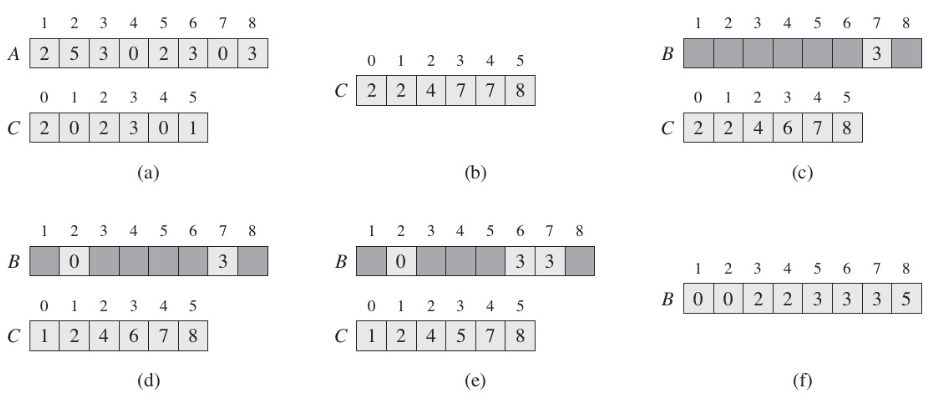 1 2 3 4 5 6 7 8
A 2 5 3 0 2 3 0 3
0 1 2 3 4 5
C 2 0 2 3 0 1
(a)
0 1 2 3 4 5
C 2 2 4 7 7 8
(b)
1 2 3 4 5 6 7 8
B 3
0 1 2 3 4 5
C 2 2 4 6 7 8
(c)
1 2 3 4 5 6 7 8
B 0 3
0 1 2 3 4 5
C 1 2 4 6 7 8
(d)
1 2 3 4 5 6 7 8
B 0 3 3
0 1 2 3 4 5
C 1 2 4 5 7 8
(e)
1 2 3 4 5 6 7 8
B 0 0 2 2 3 3 3 5
(f)